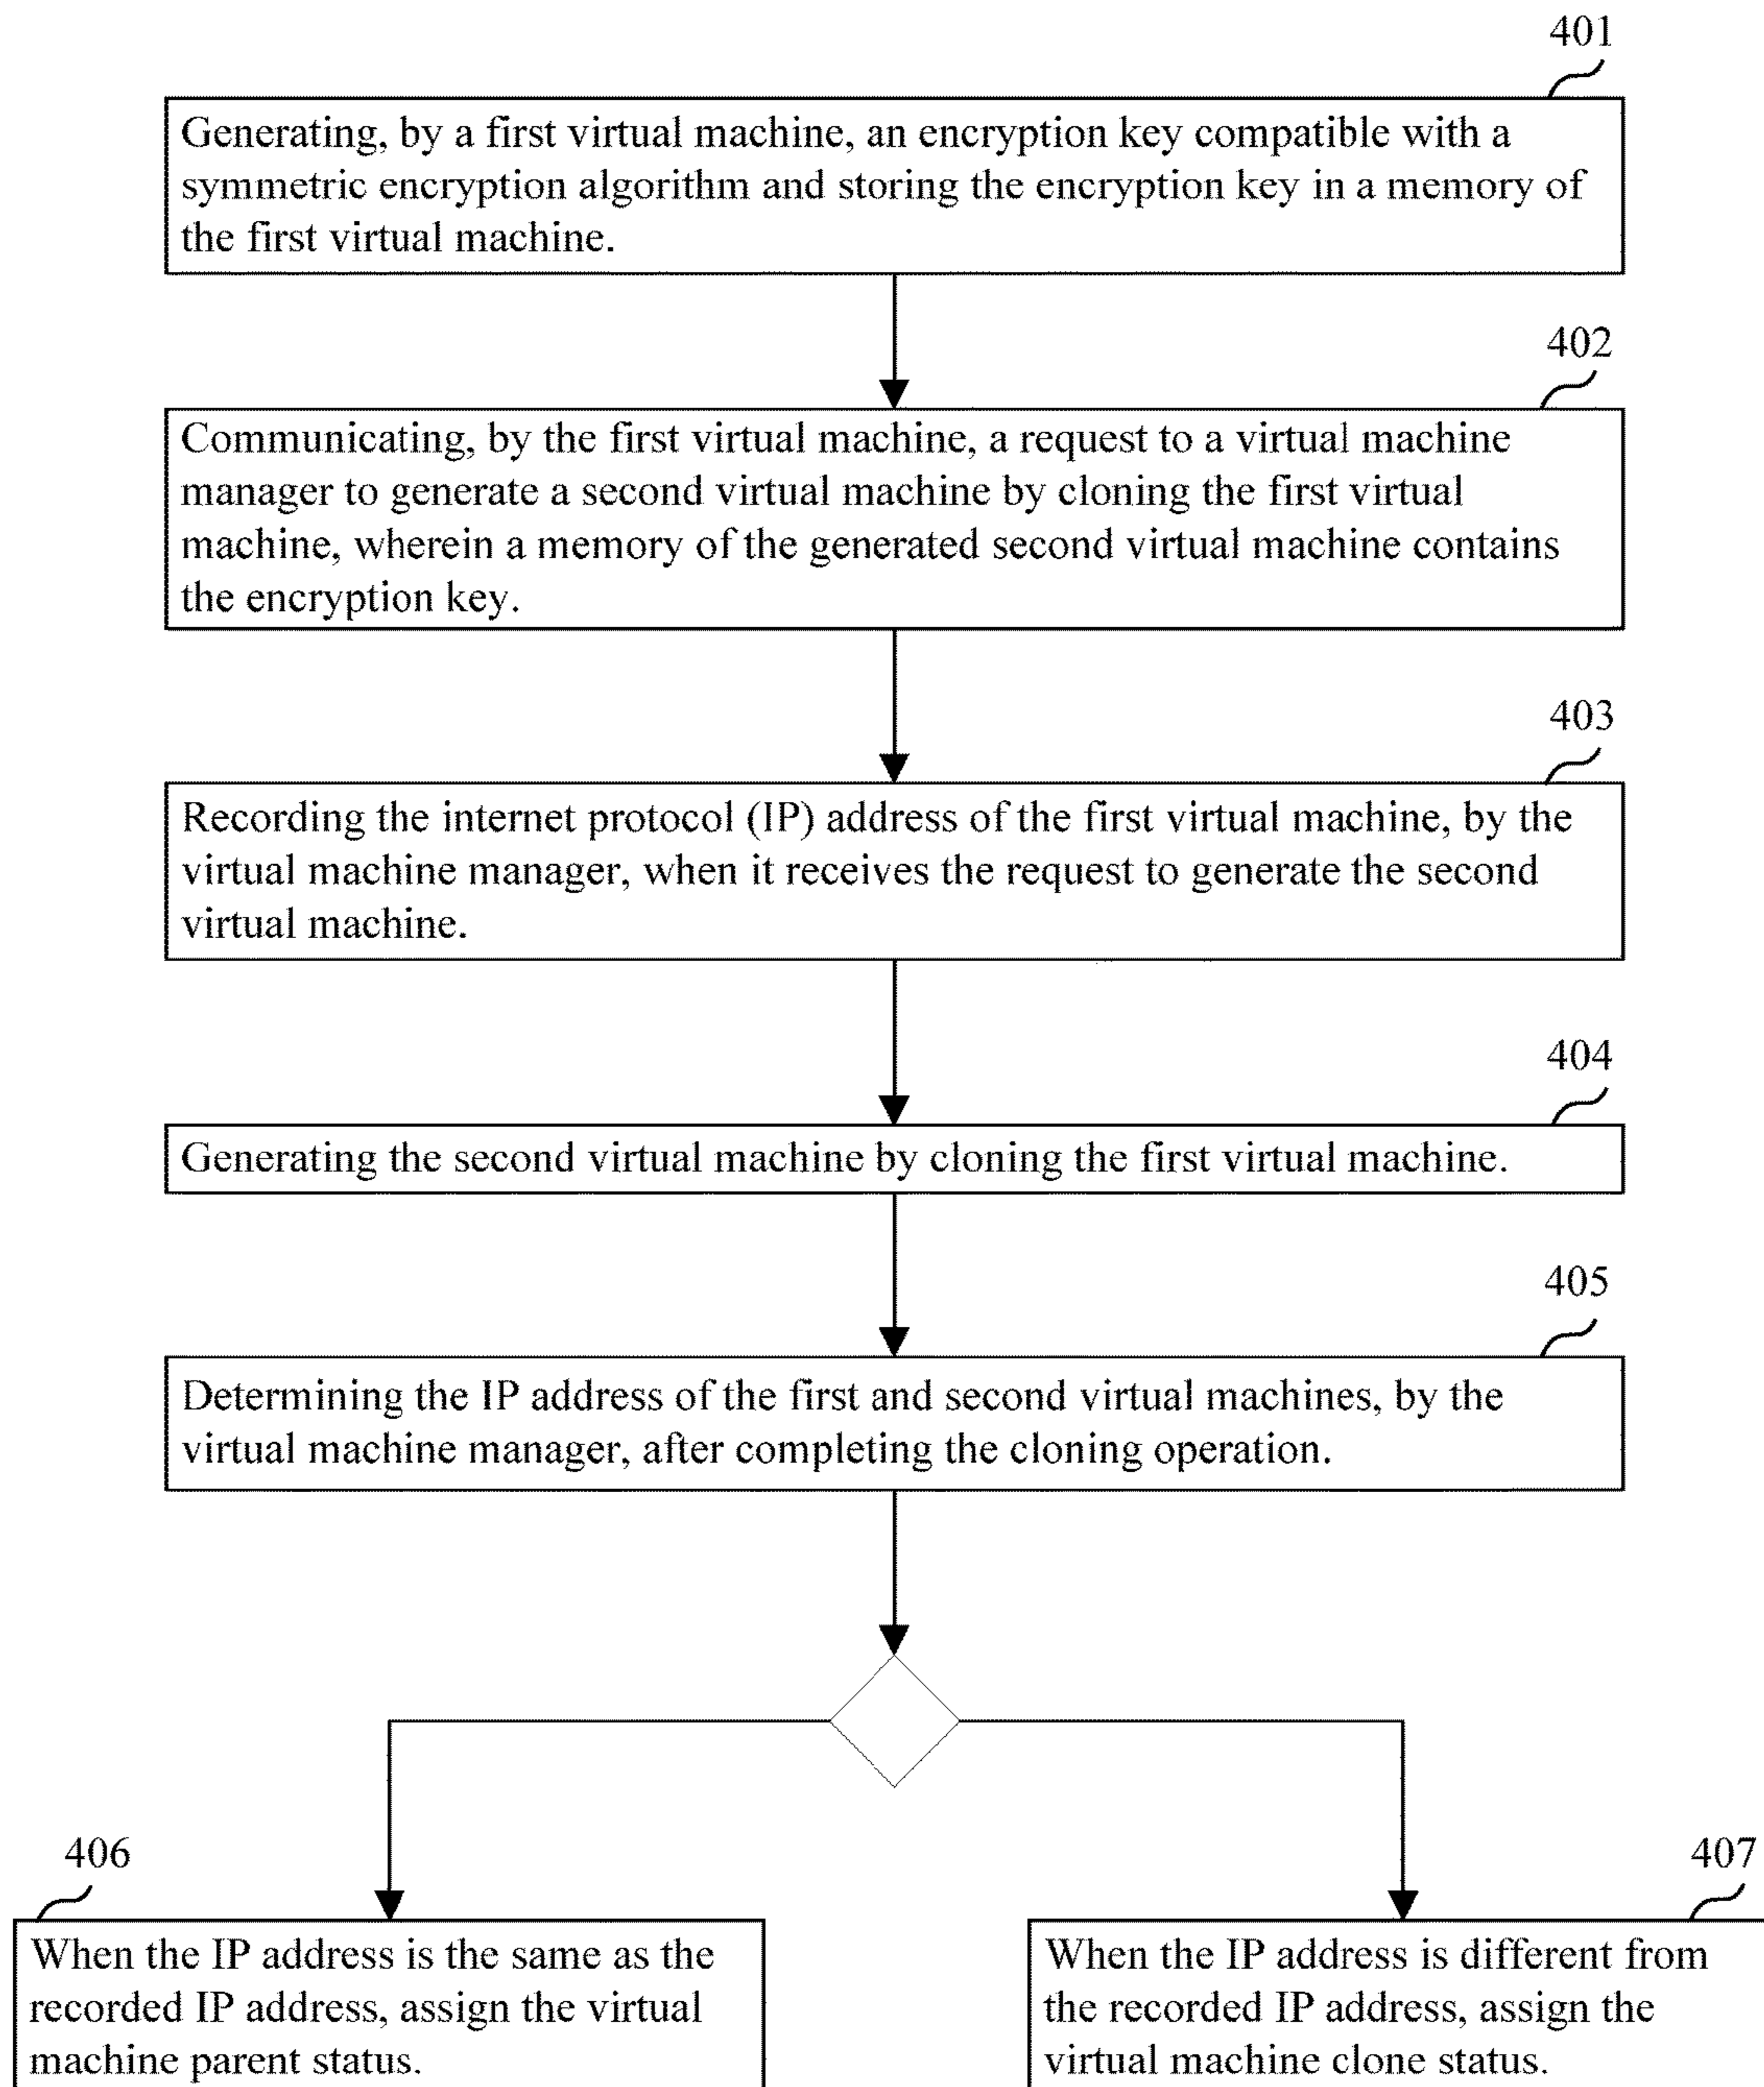 401
Generating, by a first virtual machine, an encryption key compatible with a
symmetric encryption algorithm and storing the encryption key in a memory of
the first virtual machine.
402
Communicating, by the first virtual machine, a request to a virtual machine
manager to generate a second virtual machine by cloning the first virtual
machine, wherein a memory of the generated second virtual machine contains
the encryption key.
403
Recording the internet protocol (IP) address of the first virtual machine, by the
virtual machine manager, when it receives the request to generate the second
virtual machine.
404
Generating the second virtual machine by cloning the first virtual machine.
405
Determining the IP address of the first and second virtual machines, by the
virtual machine manager, after completing the cloning operation.
406
When the IP address is the same as the
recorded IP address, assign the virtual
machine parent status.
407
When the IP address is different from
the recorded IP address, assign the
virtual machine clone status.